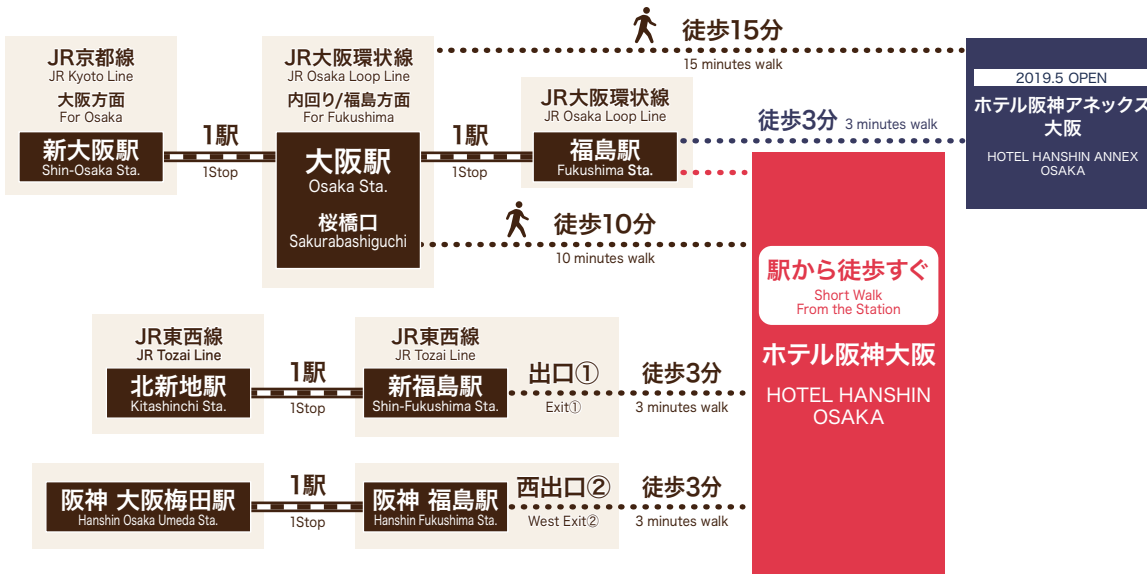 徒歩15分
15 minutes walk
JR京都線
JR Kyoto Line
大阪方面
For Osaka
新大阪駅
Shin-Osaka Sta.
1駅
1Stop
JR大阪環状線
JR Osaka Loop Line
内回り/福島方面
For Fukushima
大阪駅
Osaka Sta.
桜橋口
Sakurabashiguchi
1駅
1Stop
JR大阪環状線
JR Osaka Loop Line
福島駅
Fukushima Sta.
徒歩3分 3 minutes walk
2019.5 OPEN
ホテル阪神アネックス
大阪
HOTEL HANSHIN ANNEX
OSAKA
徒歩10分
10 minutes walk
駅から徒歩すぐ
Short Walk
From the Station
ホテル阪神大阪
HOTEL HANSHIN
OSAKA
JR東西線
JR Tozai Line
北新地駅
Kitashinchi Sta.
1駅
1Stop
JR東西線
JR Tozai Line
新福島駅
Shin-Fukushima Sta.
出口①
Exit①
徒歩3分
3 minutes walk
阪神 大阪梅田駅
Hanshin Osaka Umeda Sta.
1駅
1Stop
阪神 福島駅
Hanshin Fukushima Sta.
西出口②
West Exit②
徒歩3分
3 minutes walk